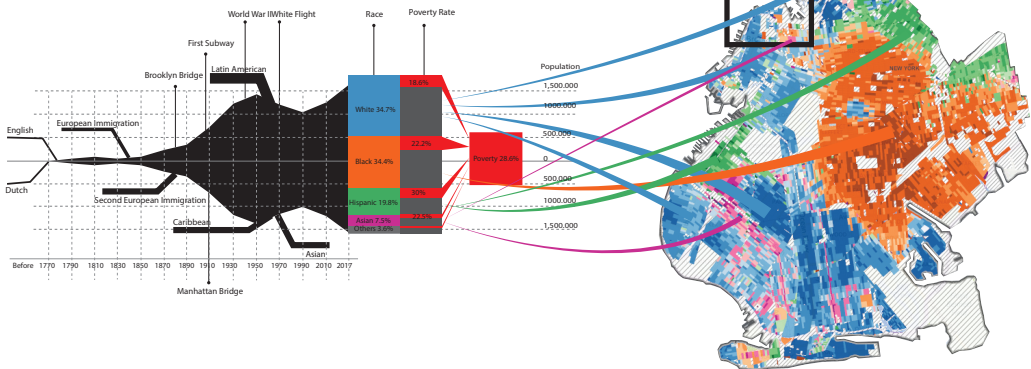 World War II
White Flight
Race
Poverty Rate
First Subway
Latin American
Brooklyn Bridge
Population
18.6%
1,500.000
1000.000
European Immigration
White 34.7%
English
500.000
22.2%
Black 34.4%
Poverty 28.6%
0
500.000
Dutch
Second European Immigration
30%
Hispanic 19.8%
1000.000
Caribbean
22.5%
Asian 7.5%
Others 3.6%
1,500.000
Asian
Before
1770
1790
1810
1830
1850
1870
1890
1910
1930
1950
1970
1990
2010
2017
Manhattan Bridge
NEW YORK